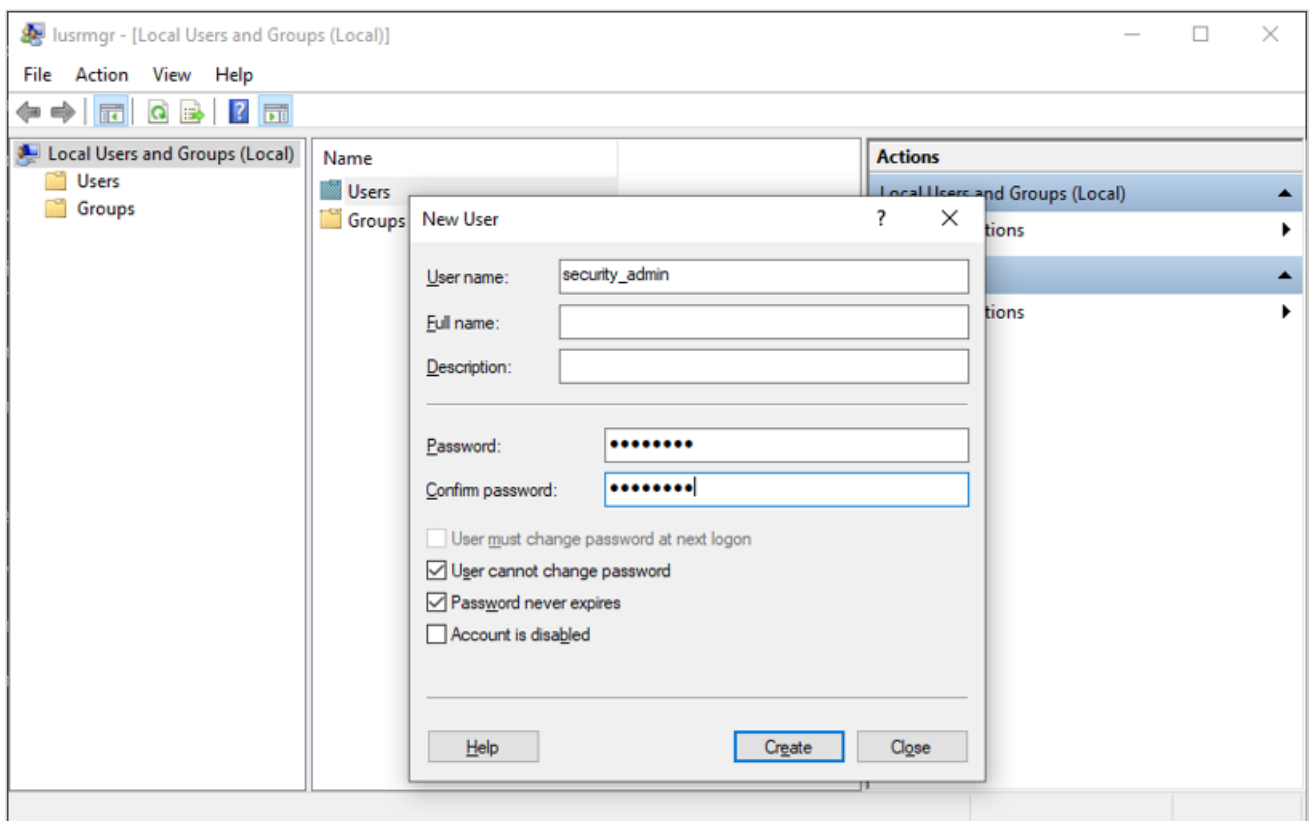 lusrmgr - [Local Users and Groups (Local)]
File Action View Help
Local Users and Groups (Local)
Users
Groups
Name
Users
Groups
Actions
Local Users and Groups (Local)
tions
tions
New User
User name: security_admin
Full name:
Description:
Password: ••••••••
Confirm password: ••••••••
User must change password at next logon
User cannot change password
Password never expires
Account is disabled
Help Create Close